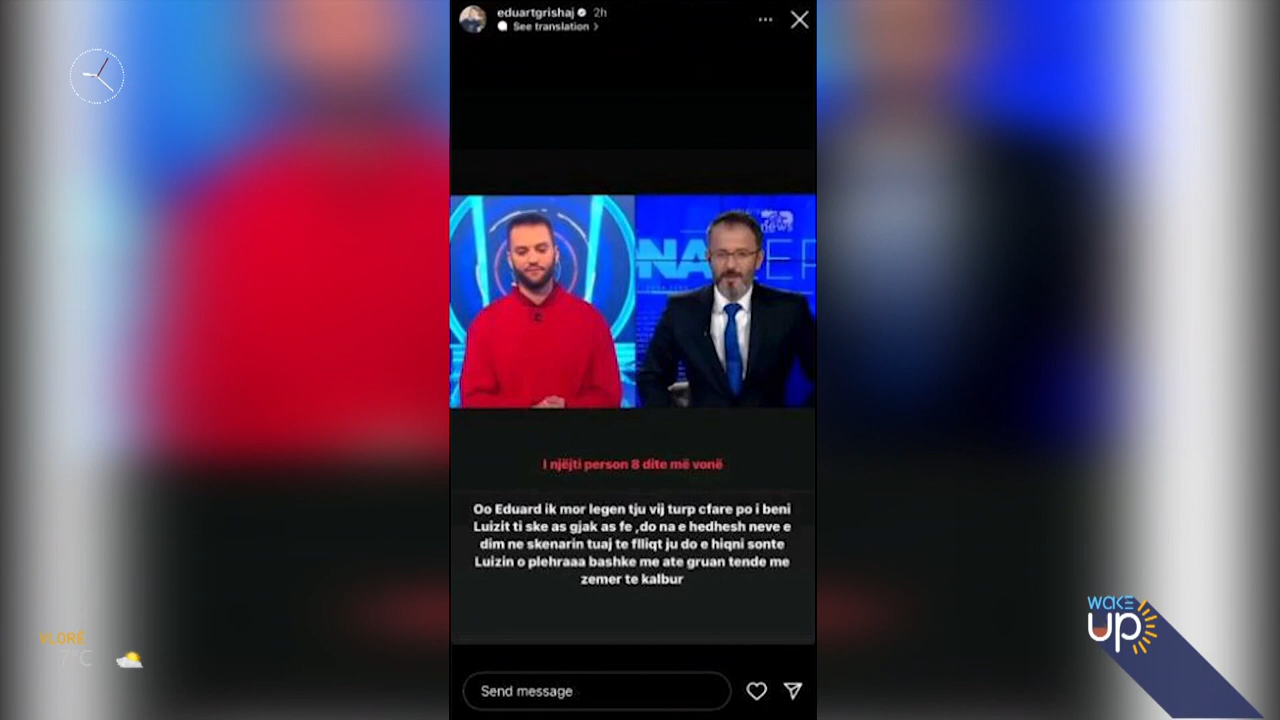 eduartgrishaj 2h
See translation >
news
NA
I njëjti person 8 dite më vonë
Oo Eduard ik mor legen tju vij turp cfare po i beni
Luizit ti ske as gjak as fe ,do na e hedhesh neve e
dim ne skenarin tuaj te flliqt ju do e hiqni sonte
Luizin o plehraaa bashke me ate gruan tende me
zemer te kalbur
Send message
VLORË
7°C
WAKE
UP